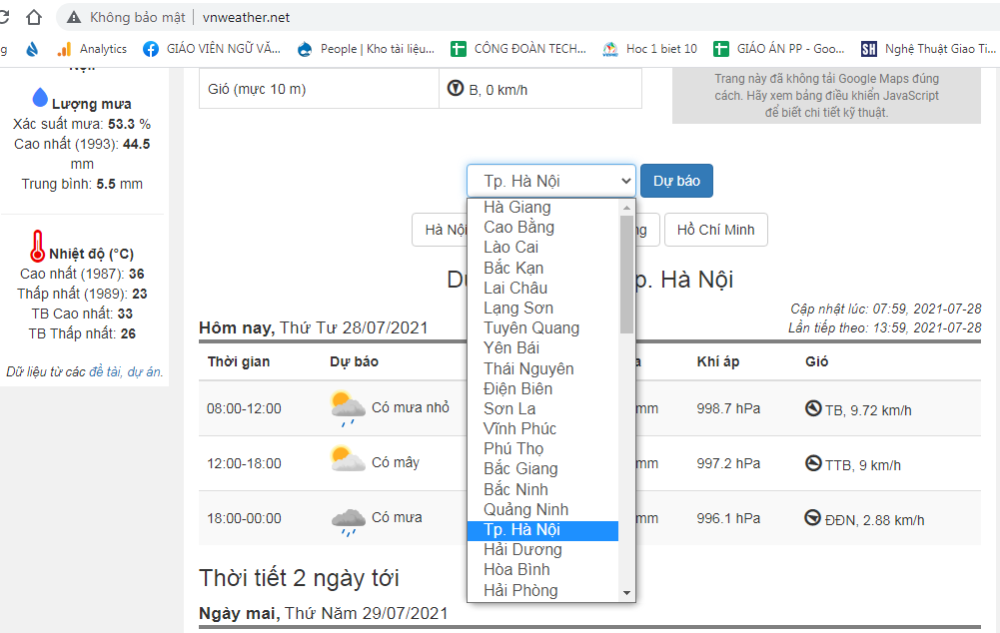 Không bảo mật | vnweather.net
g
Analytics
GIÁO VIÊN NGỮ VĂ...
People | Kho tài liệu...
CÔNG ĐOÀN TECH...
Hoc 1 biet 10
GIÁO ÁN PP - Goo...
SH Nghệ Thuật Giao Ti...
Lượng mưa
Xác suất mưa: 53.3 %
Cao nhất (1993): 44.5
mm
Trung bình: 5.5 mm
Nhiệt độ (°C)
Cao nhất (1987): 36
Thấp nhất (1989): 23
TB Cao nhất: 33
TB Thấp nhất: 26
Dữ liệu từ các đề tài, dự án.
Gió (mực 10 m)
B, 0 km/h
Trang này đã không tải Google Maps đúng
cách. Hãy xem bảng điều khiển JavaScript
để biết chi tiết kỹ thuật.
Tp. Hà Nội
Dự báo
Hà Giang
Cao Bằng
Lào Cai
Bắc Kạn
Lai Châu
Lạng Sơn
Tuyên Quang
Yên Bái
Thái Nguyên
Điện Biên
Sơn La
Vĩnh Phúc
Phú Thọ
Bắc Giang
Bắc Ninh
Quảng Ninh
Tp. Hà Nội
Hải Dương
Hòa Bình
Hải Phòng
Hà Nội
ng
Hồ Chí Minh
p. Hà Nội
Cập nhật lúc: 07:59, 2021-07-28
Lần tiếp theo: 13:59, 2021-07-28
Hôm nay, Thứ Tư 28/07/2021
Thời gian Dự báo a Khí áp Gió
08:00-12:00 Có mưa nhỏ mm 998.7 hPa TB, 9.72 km/h
12:00-18:00 Có mây mm 997.2 hPa TTB, 9 km/h
18:00-00:00 Có mưa mm 996.1 hPa ĐĐN, 2.88 km/h
Thời tiết 2 ngày tới
Ngày mai, Thứ Năm 29/07/2021